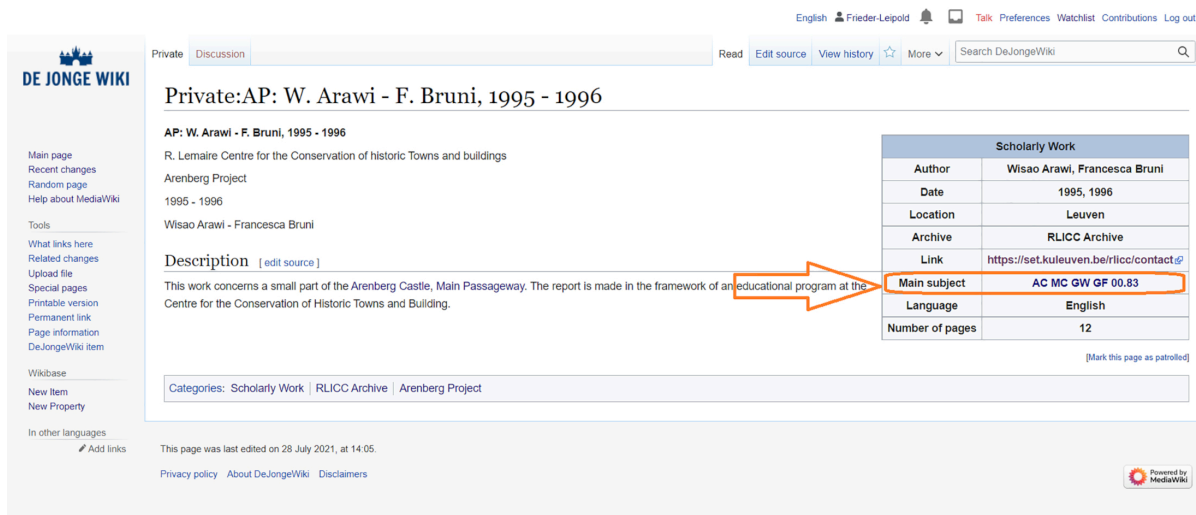 English Frieder-Leipold Talk Preferences Watchlist Contributions Log out
DE JONGE WIKI
Private Discussion Read Edit source View history More Search DeJongeWiki
Private:AP: W. Arawi - F. Bruni, 1995 - 1996
AP: W. Arawi - F. Bruni, 1995 - 1996
R. Lemaire Centre for the Conservation of historic Towns and buildings
Arenberg Project
1995 - 1996
Wisao Arawi - Francesca Bruni
Description [ edit source ]
This work concerns a small part of the Arenberg Castle, Main Passageway. The report is made in the framework of an educational program at the
Centre for the Conservation of Historic Towns and Building.
Scholarly Work
Author Wisao Arawi, Francesca Bruni
Date 1995, 1996
Location Leuven
Archive RLICC Archive
Link https://set.kuleuven.be/rlicc/contact
Main subject AC MC GW GF 00.83
Language English
Number of pages 12
[Mark this page as patrolled]
Categories: Scholarly Work | RLICC Archive | Arenberg Project
Main page
Recent changes
Random page
Help about MediaWiki
Tools
What links here
Related changes
Upload file
Special pages
Printable version
Permanent link
Page information
DeJongeWiki item
Wikibase
New Item
New Property
In other languages
Add links
This page was last edited on 28 July 2021, at 14:05.
Privacy policy About DeJongeWiki Disclaimers
Powered by
MediaWiki